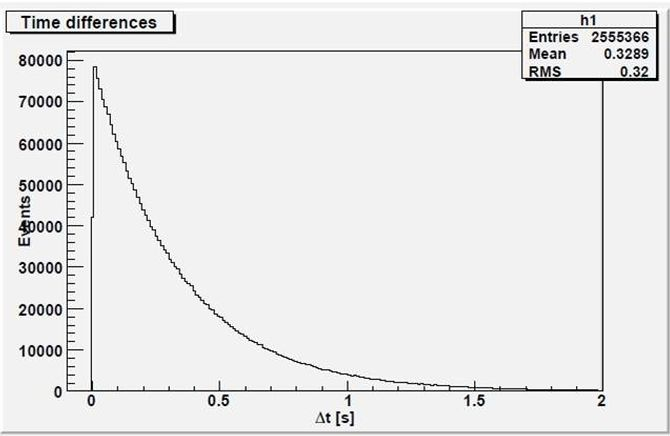 Time differences
h1
Entries 2555366
Mean 0.3289
RMS 0.32
80000
70000
60000
50000
40000
30000
20000
10000
0
Events
0 0.5 1 1.5 2
Δt [s]